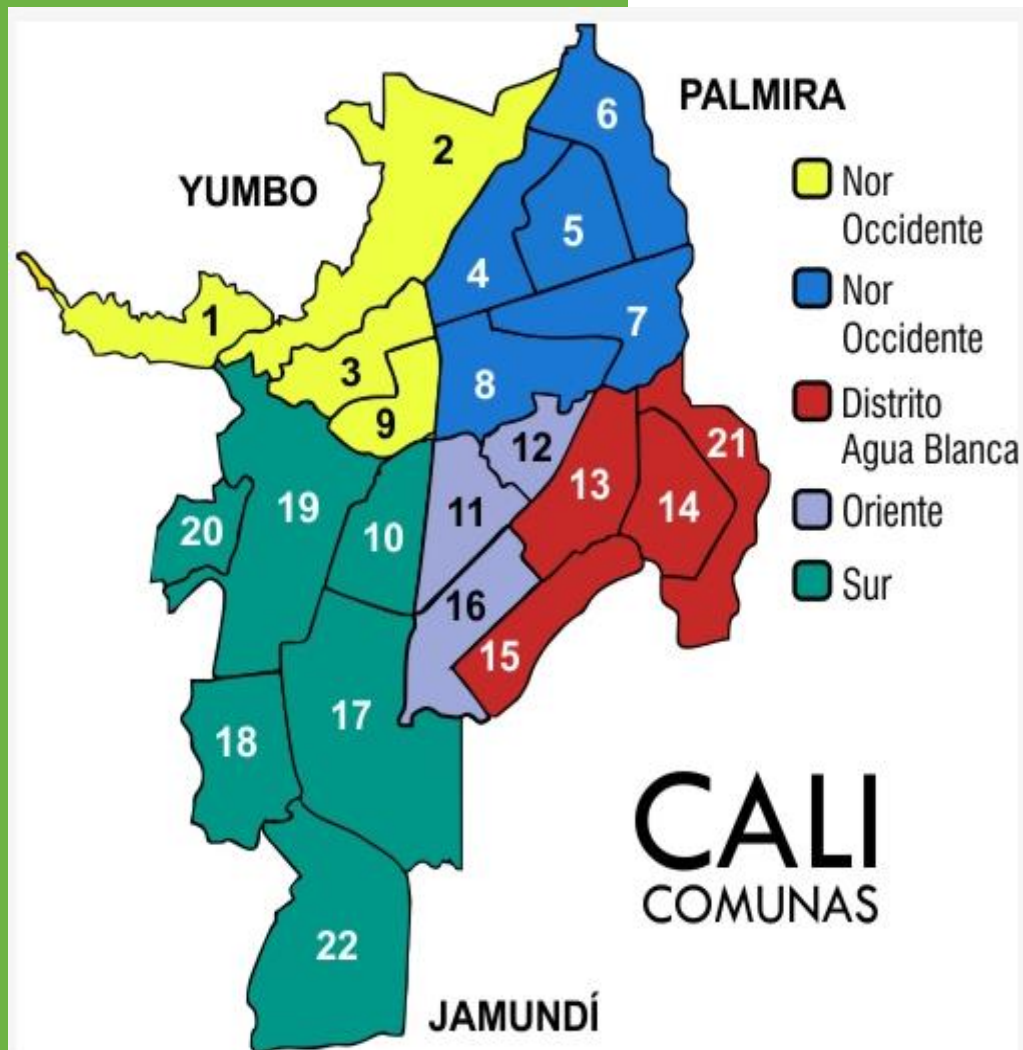 PALMIRA
6
2
YUMBO
Nor
Occidente
5
4
Nor
Occidente
1
7
3
8
Distrito
Agua Blanca
9
12
21
13
19
11
14
20
10
Oriente
16
Sur
15
17
18
CALI
COMUNAS
22
JAMUNDÍ